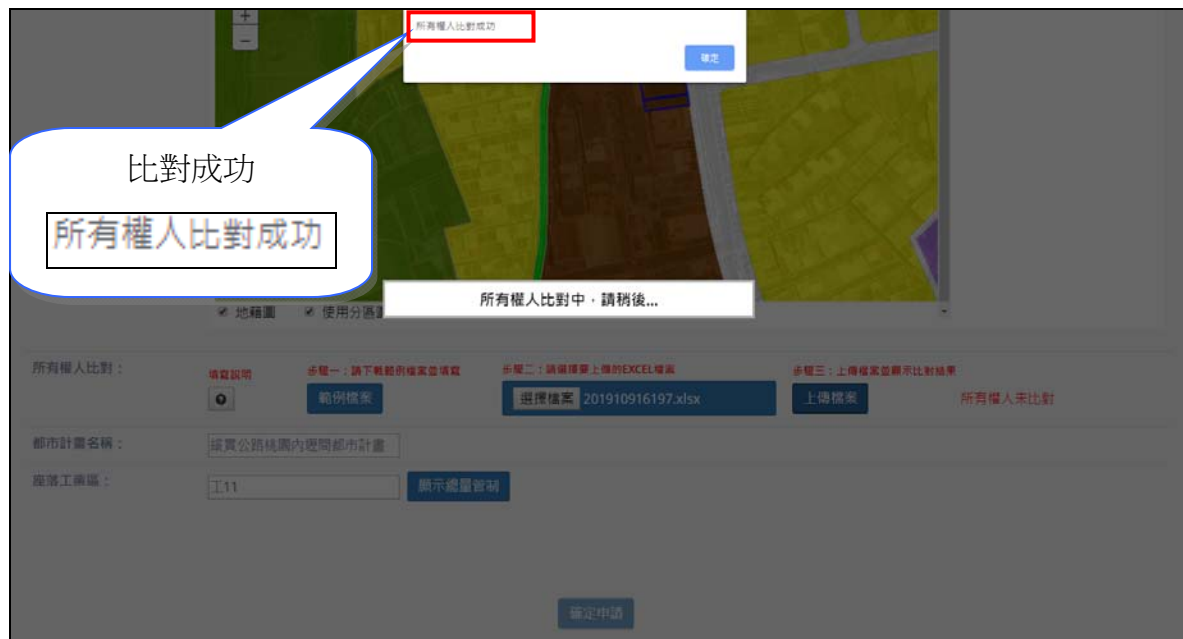 +
所有權人比對成功
－
確定
比對成功
所有權人比對成功
所有權人比對中，請稍後...
地籍圖
使用分區圖
所有權人比對：
填寫說明
步驟一：請下載範例檔案並填寫
步驟二：請選擇要上傳的EXCEL檔案
步驟三：上傳檔案並顯示比對結果
範例檔案
選擇檔案 201910916197.xlsx
上傳檔案
所有權人未比對
都市計畫名稱：
縱貫公路桃園內壢間都市計畫
座落工業區：
工11
顯示總量管制
確定申請